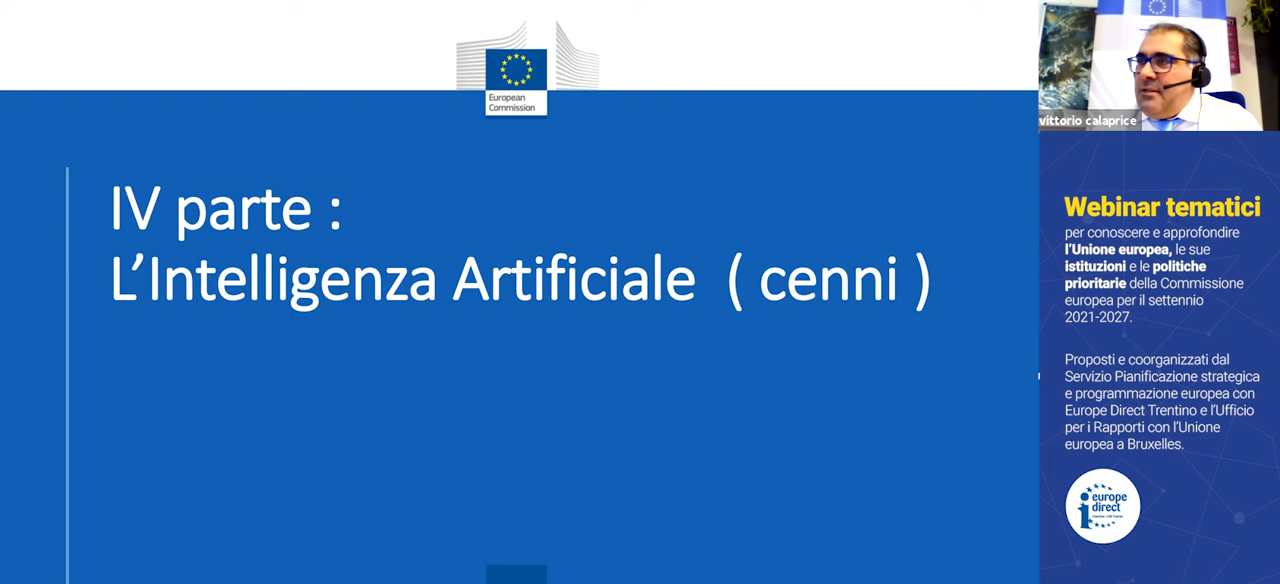 European
Commission
IV parte :
L’Intelligenza Artificiale ( cenni )
vittorio calaprice
Webinar tematici
per conoscere e approfondire
l’Unione europea, le sue
istituzioni e le politiche
prioritarie della Commissione
europea per il settennio
2021-2027.
Proposti e coorganizzati dal
Servizio Pianificazione strategica
e programmazione europea con
Europe Direct Trentino e l’Ufficio
per i Rapporti con l’Unione
europea a Bruxelles.
europe
direct